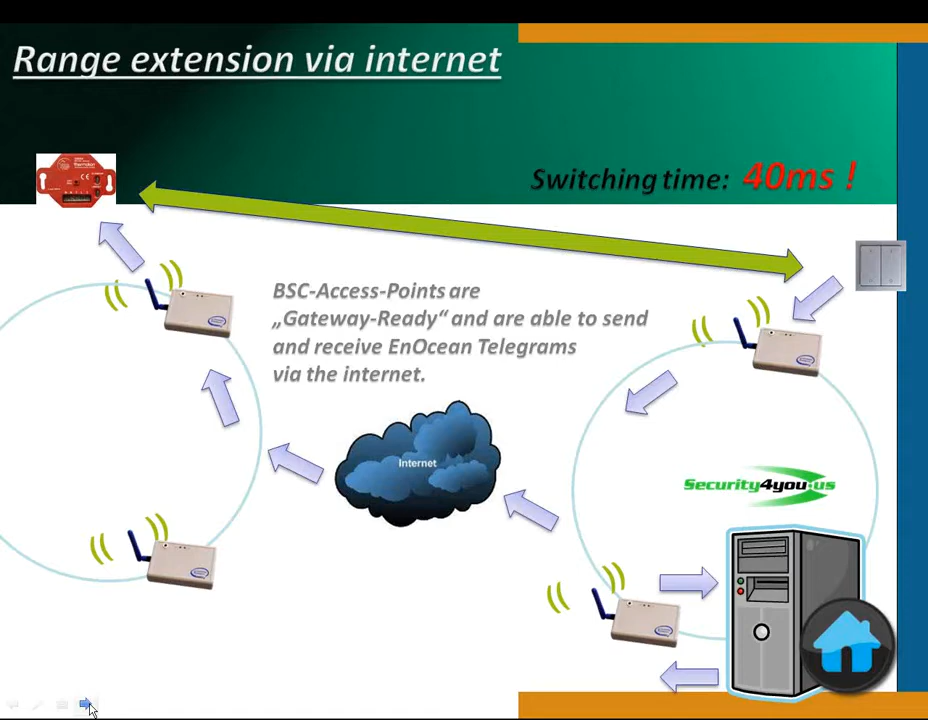 Range extension via internet
Switching time: 40ms !
BSC-Access-Points are
„Gateway-Ready“ and are able to send
and receive EnOcean Telegrams
via the internet.
Internet
Security4you.us